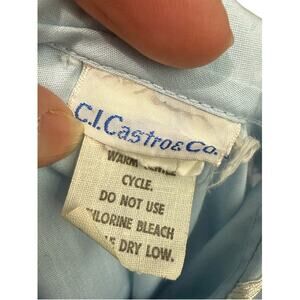 C.I.Castro & Co.
WARM
CYCLE.
DO NOT USE
CHLORINE BLEACH
DRY LOW.